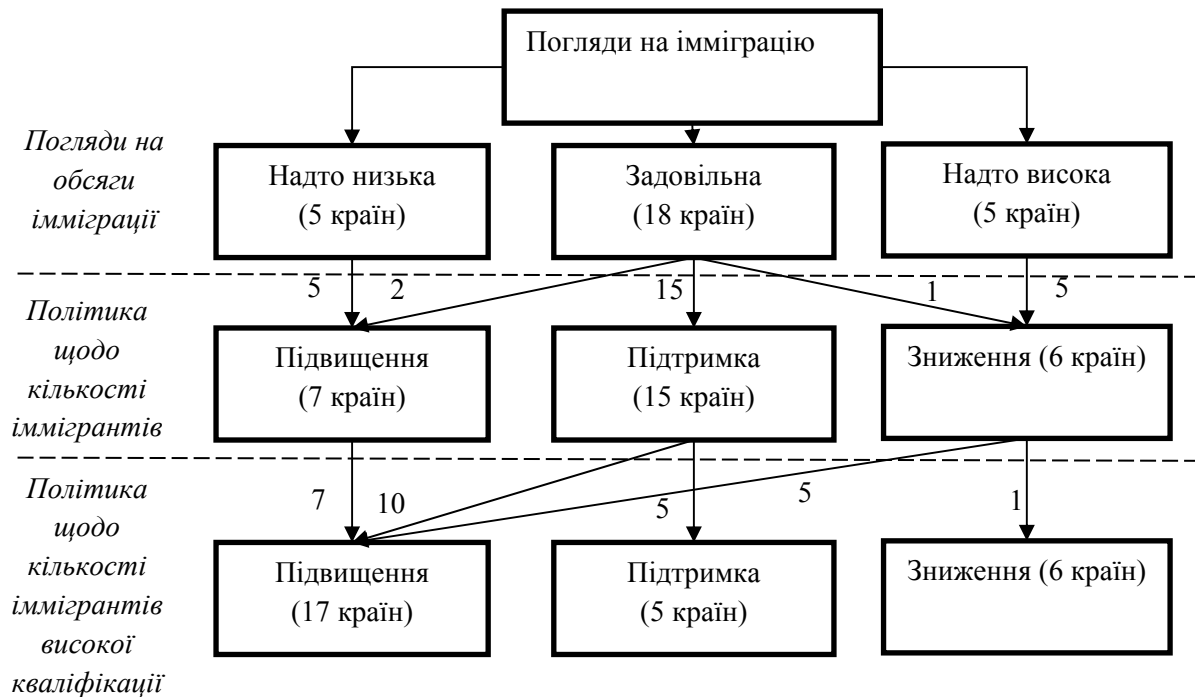 Погляди на імміграцію
Погляди на
обсяги
імміграції
Надто низька
(5 країн)
Задовільна
(18 країн)
Надто висока
(5 країн)
5
2
15
1
5
Політика
щодо
кількості
іммігрантів
Підвищення
(7 країн)
Підтримка
(15 країн)
Зниження (6 країн)
7
10
5
5
1
Політика
щодо
кількості
іммігрантів
високої
кваліфікації
Підвищення
(17 країн)
Підтримка
(5 країн)
Зниження (6 країн)